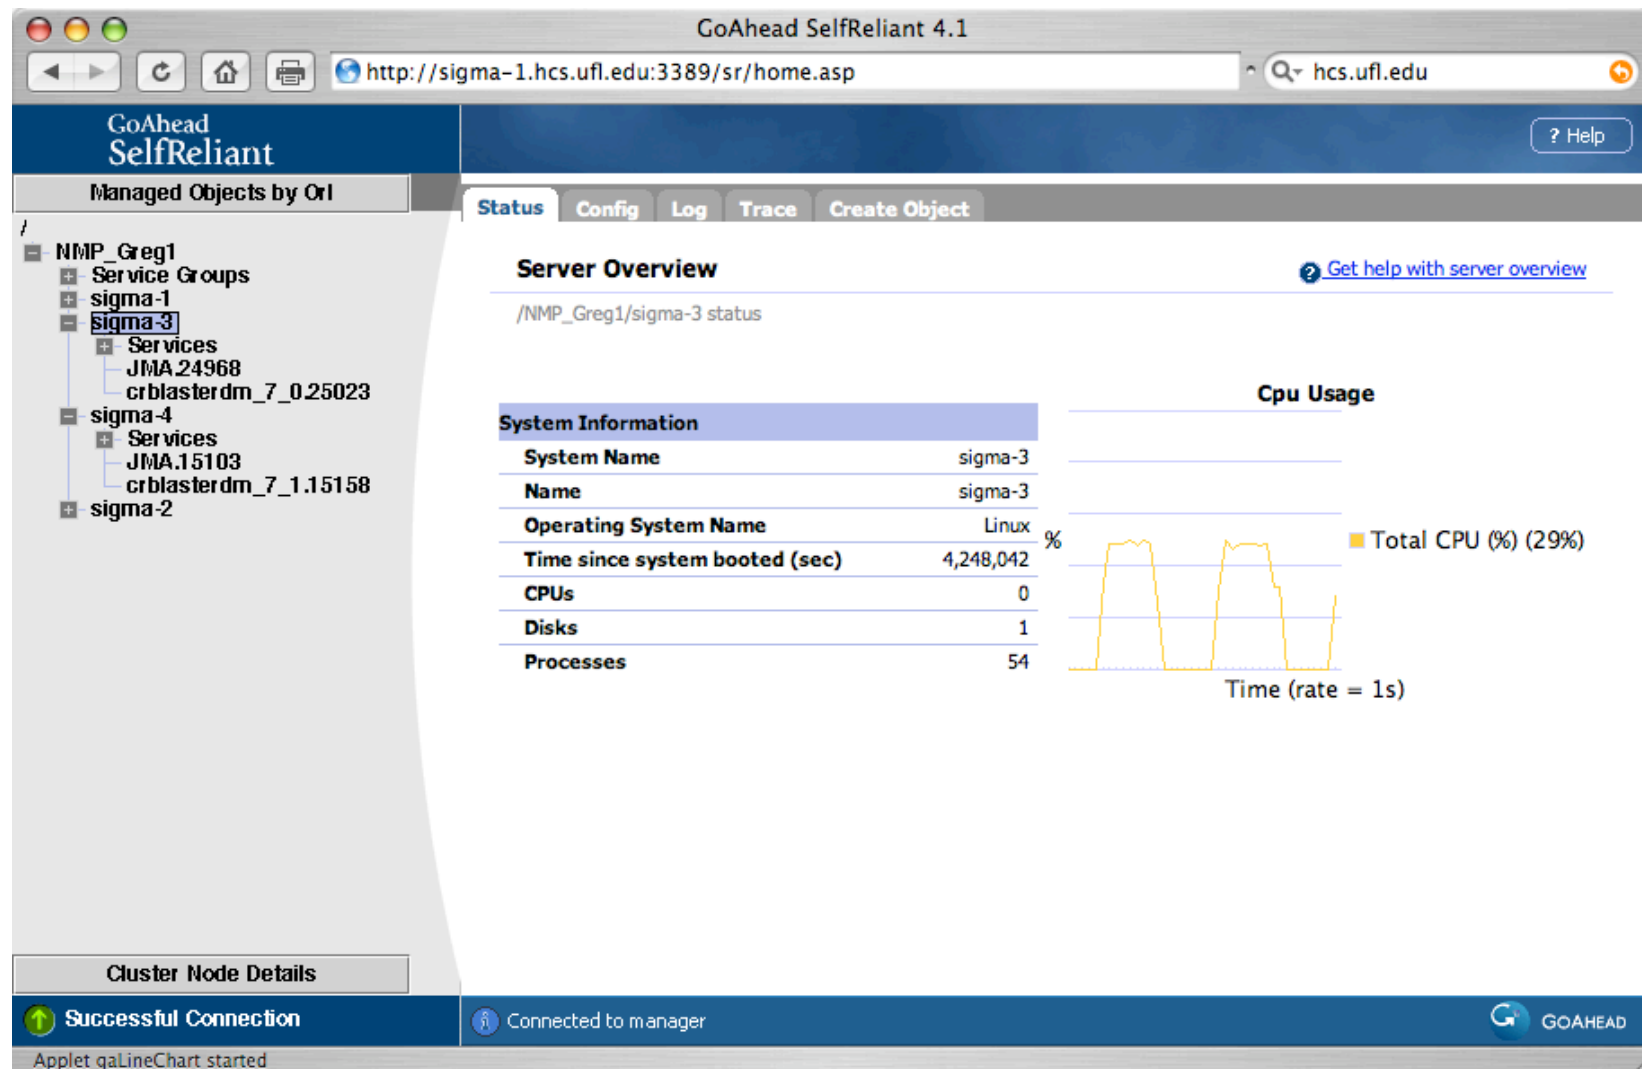 GoAhead SelfReliant 4.1
http://sigma-1.hcs.ufl.edu:3389/sr/home.asp
hcs.ufl.edu
GoAhead
SelfReliant
? Help
Managed Objects by Orl
Status Config Log Trace Create Object
/
NMP_Greg1
Service Groups
sigma-1
sigma-3
Services
JMA.24968
crblasterdm_7_0.25023
sigma-4
Services
JMA.15103
crblasterdm_7_1.15158
sigma-2
Server Overview
? Get help with server overview
/NMP_Greg1/sigma-3 status
System Information
System Name sigma-3
Name sigma-3
Operating System Name Linux
Time since system booted (sec) 4,248,042
CPUs 0
Disks 1
Processes 54
Cpu Usage
%
Total CPU (%) (29%)
Time (rate = 1s)
Cluster Node Details
Successful Connection
Connected to manager
GOAHEAD
Applet gaLineChart started